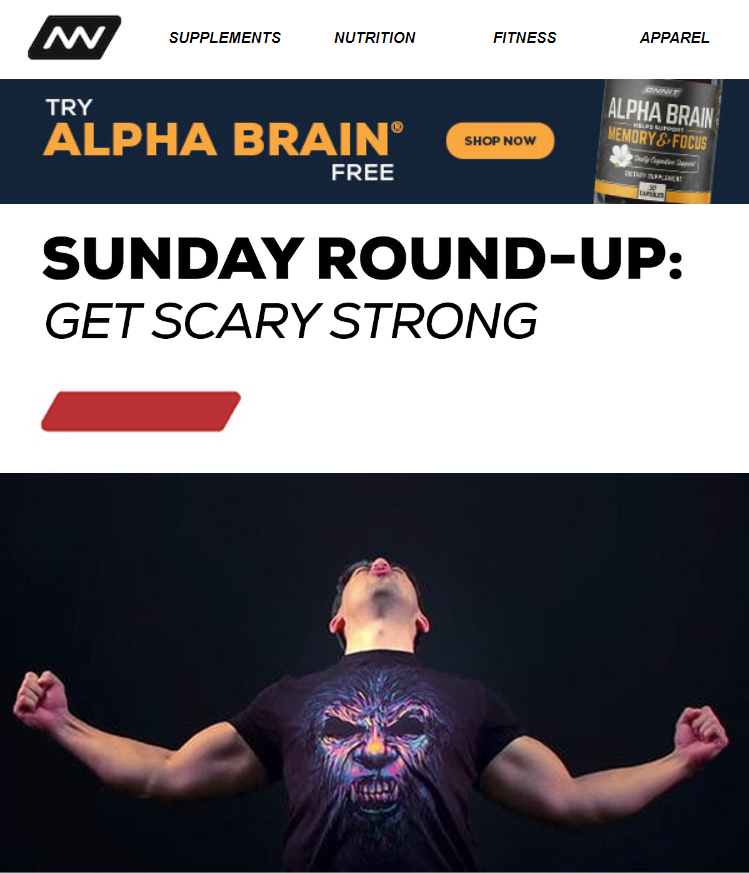 SUPPLEMENTS NUTRITION FITNESS APPAREL
TRY
ALPHA BRAIN®
FREE
SHOP NOW
ONNIT
ALPHA BRAIN
HELPS SUPPORT
MEMORY & FOCUS
Daily Cognitive Support
DIETARY SUPPLEMENT
30
CAPSULES
SUNDAY ROUND-UP:
GET SCARY STRONG